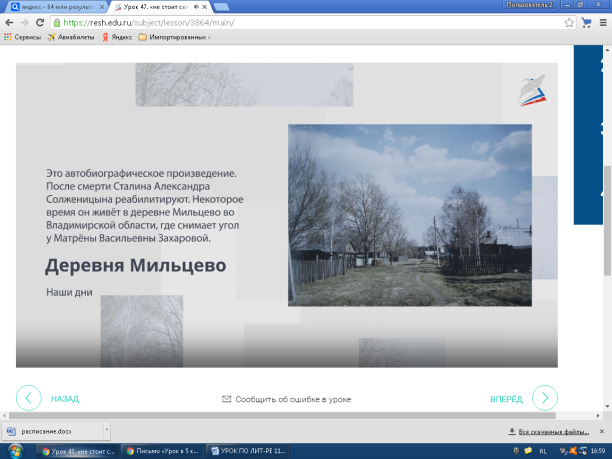 яндекс - 64 млн результа
Урок 47. «не стоит се
Пользователь 2
https://resh.edu.ru/subject/lesson/3864/main/
Сервисы
Авиабилеты
Яндекс
Импортированные
Это автобиографическое произведение.
После смерти Сталина Александра
Солженицына реабилитируют. Некоторое
время он живёт в деревне Мильцево во
Владимирской области, где снимает угол
у Матрёны Васильевны Захаровой.
Деревня Мильцево
Наши дни
НАЗАД
Сообщить об ошибке в уроке
ВПЕРЁД
расписание.docx
Все скачанные файлы...
Урок 47. «не стоит с...
Письмо «Урок в 5 к...
УРОК ПО ЛИТ-РЕ 11...
RL
16:59